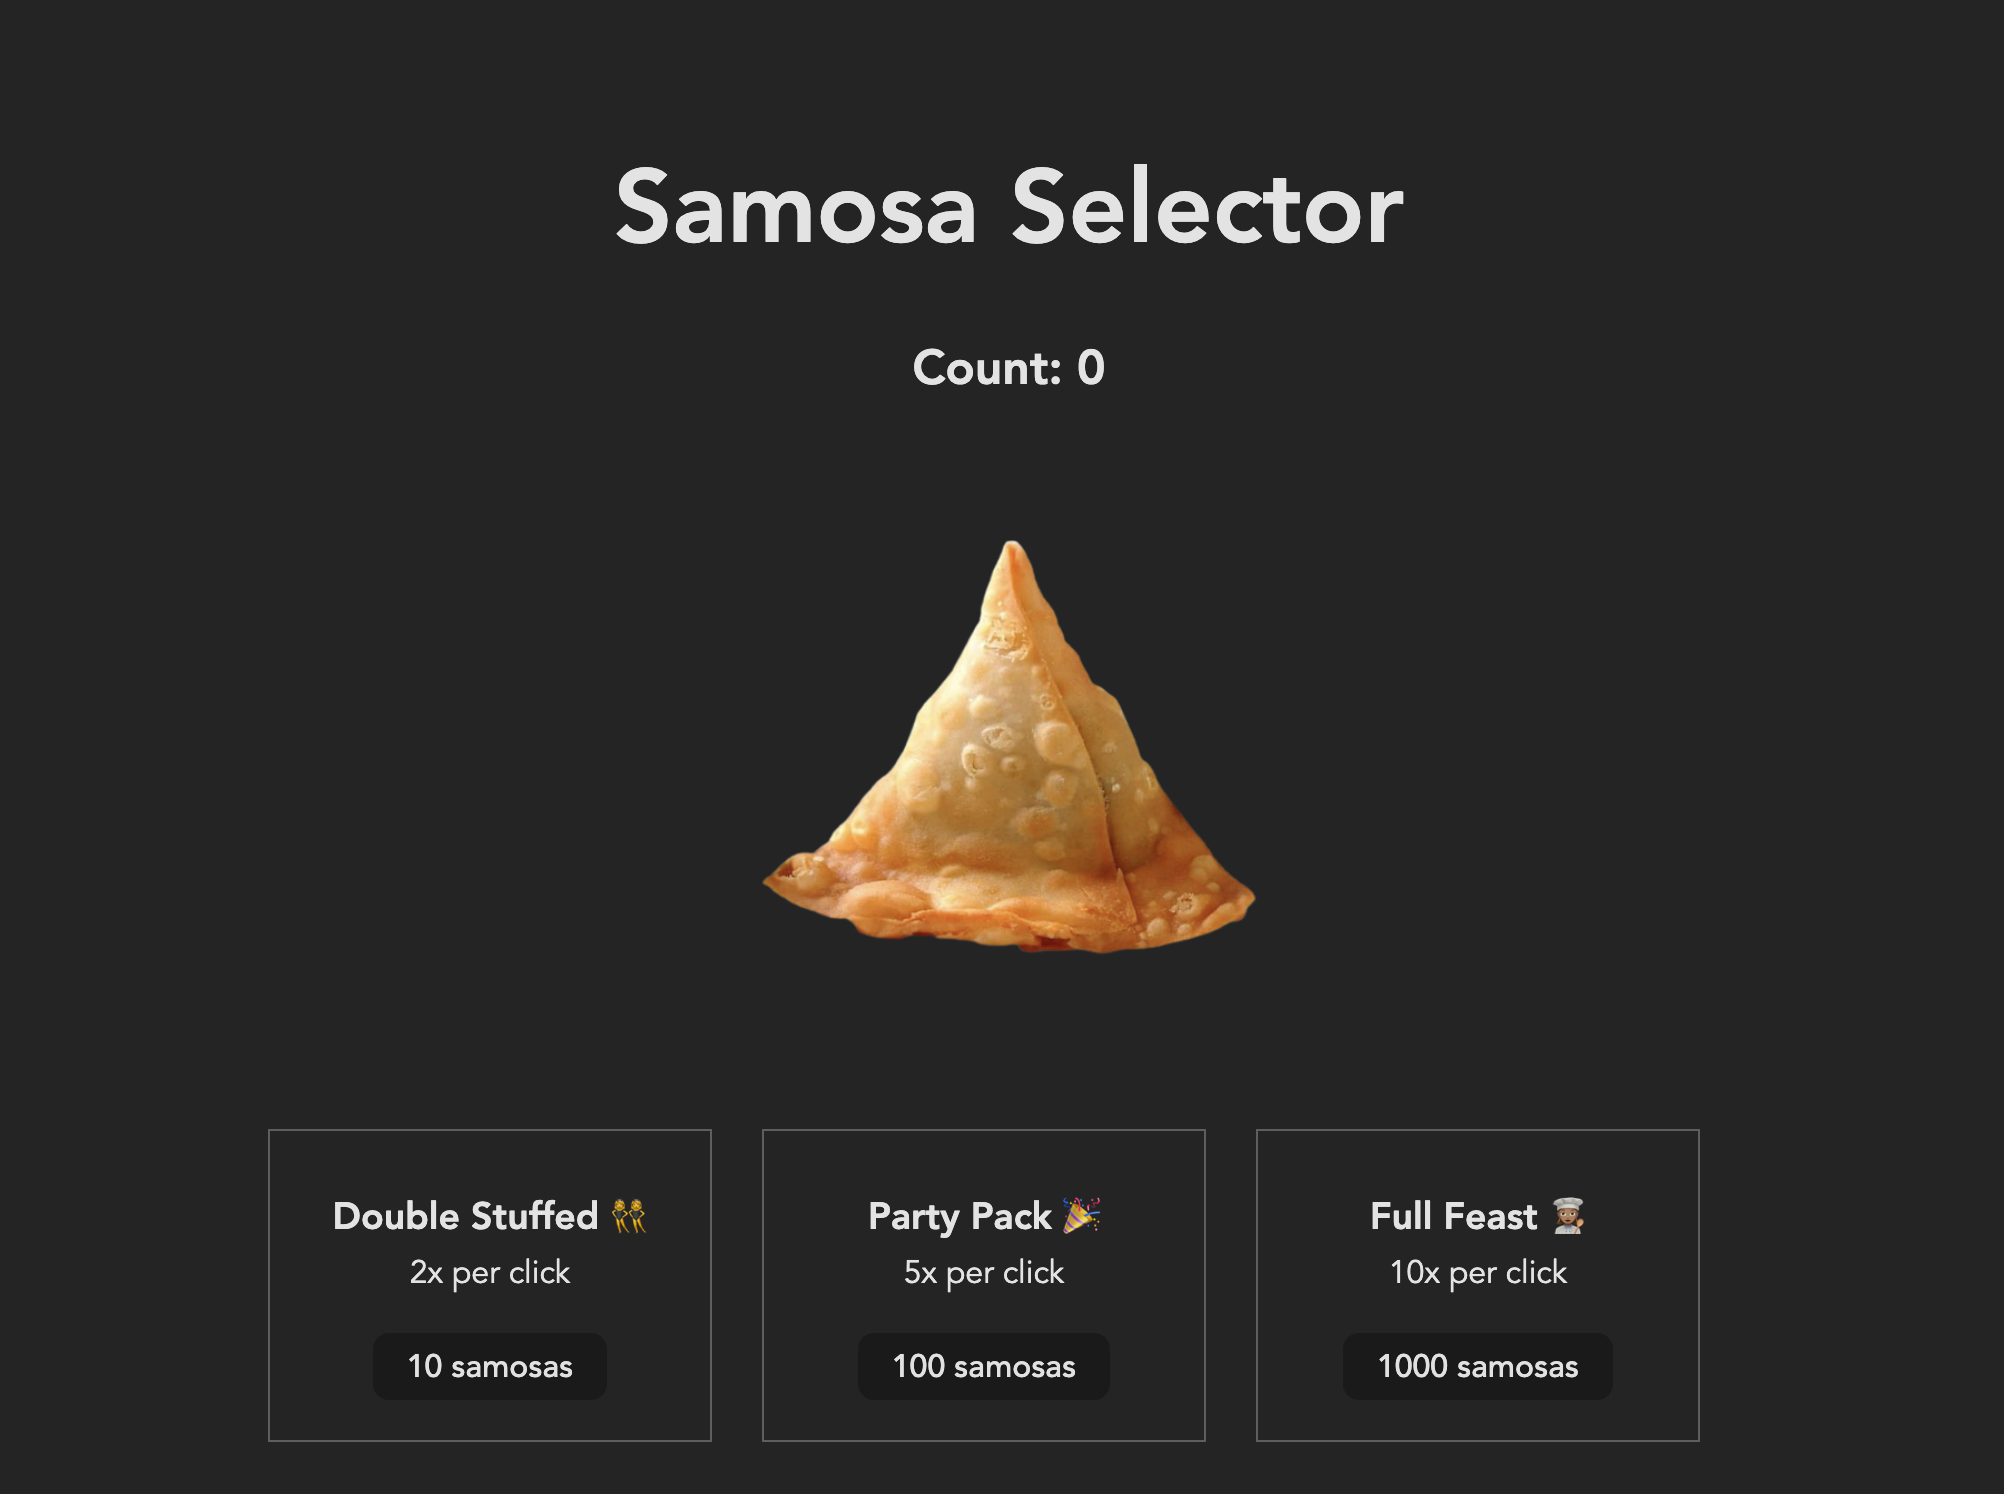 Samosa Selector
Count: 0
Double Stuffed 👯
2x per click
10 samosas
Party Pack 🎉
5x per click
100 samosas
Full Feast 👩🏽‍🍳
10x per click
1000 samosas